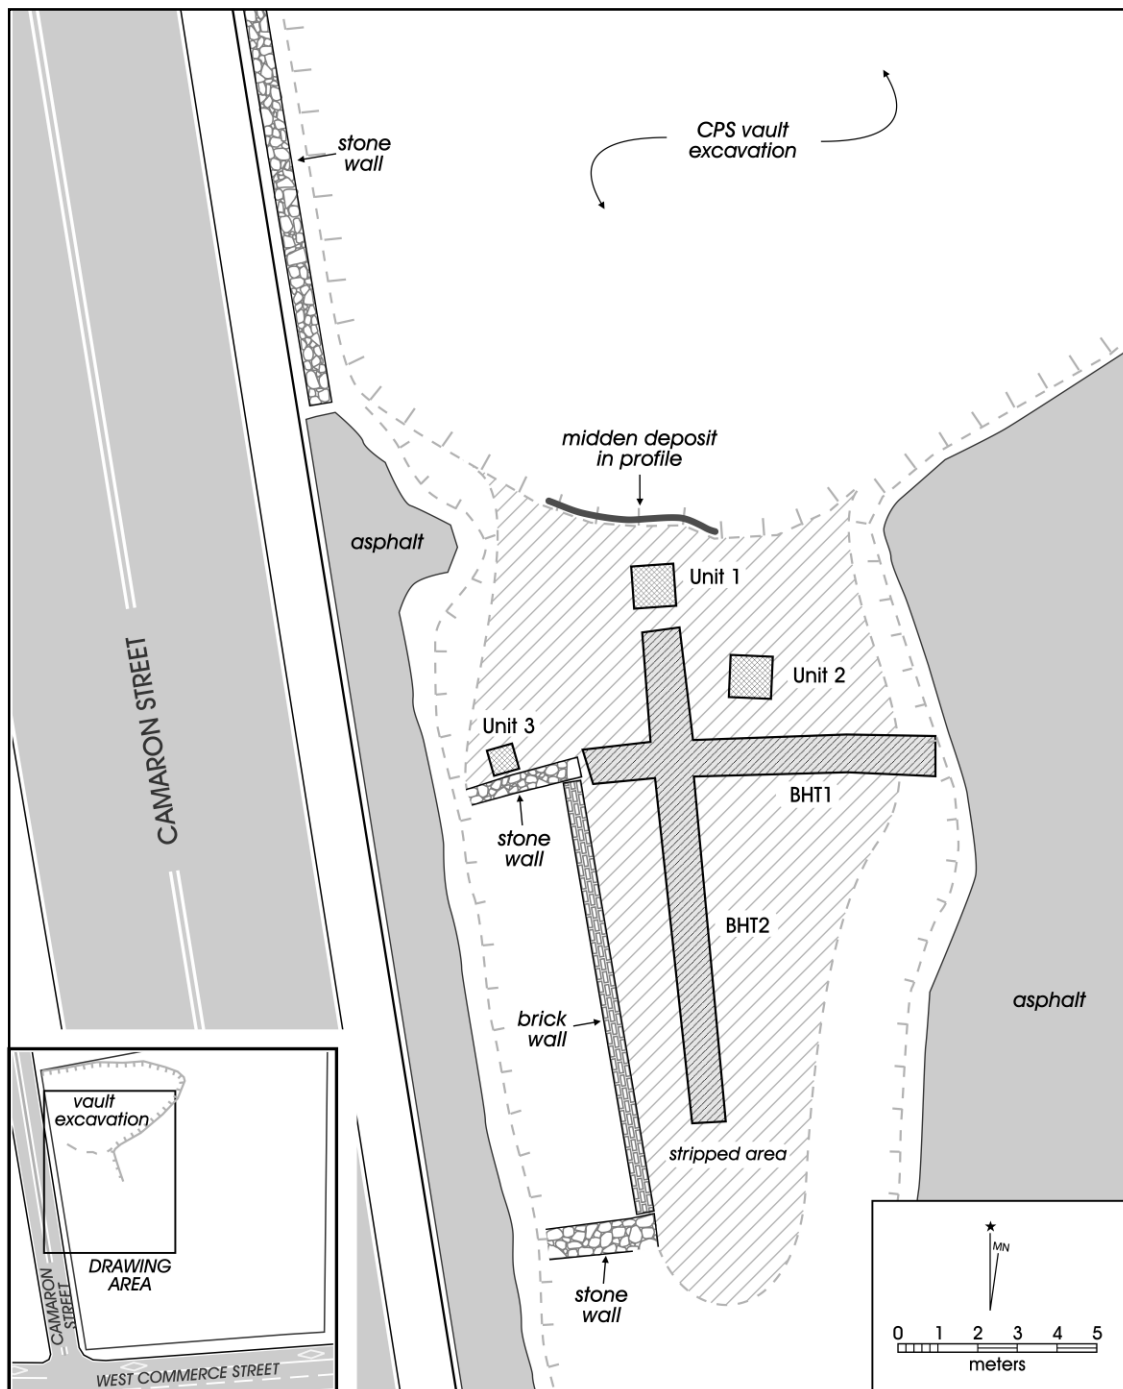 CPS vault
excavation
stone
wall
midden deposit
in profile
asphalt
Unit 1
Unit 2
Unit 3
CAMARON STREET
BHT1
stone
wall
BHT2
brick
wall
asphalt
stripped area
stone
wall
vault
excavation
DRAWING
AREA
CAMARON
STREET
WEST COMMERCE STREET
MN
0 1 2 3 4 5
meters